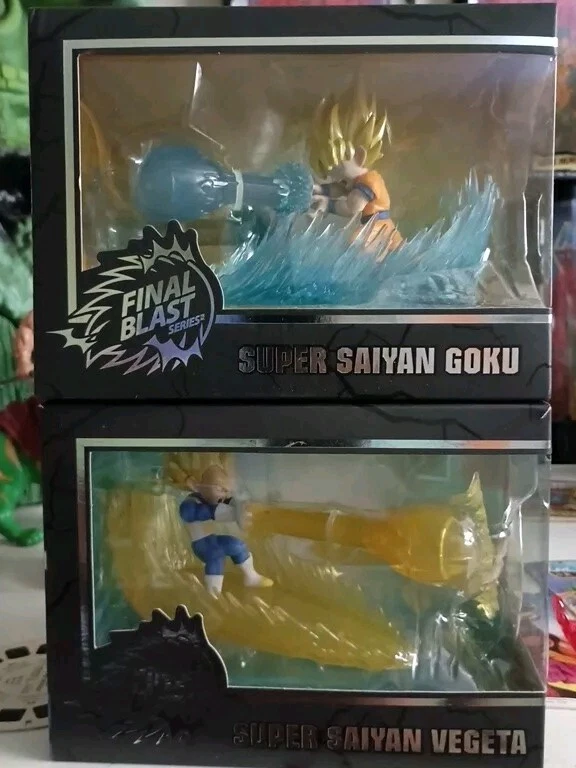 FINAL
BLAST
SERIES
SUPER SAIYAN GOKU
SUPER SAIYAN VEGETA